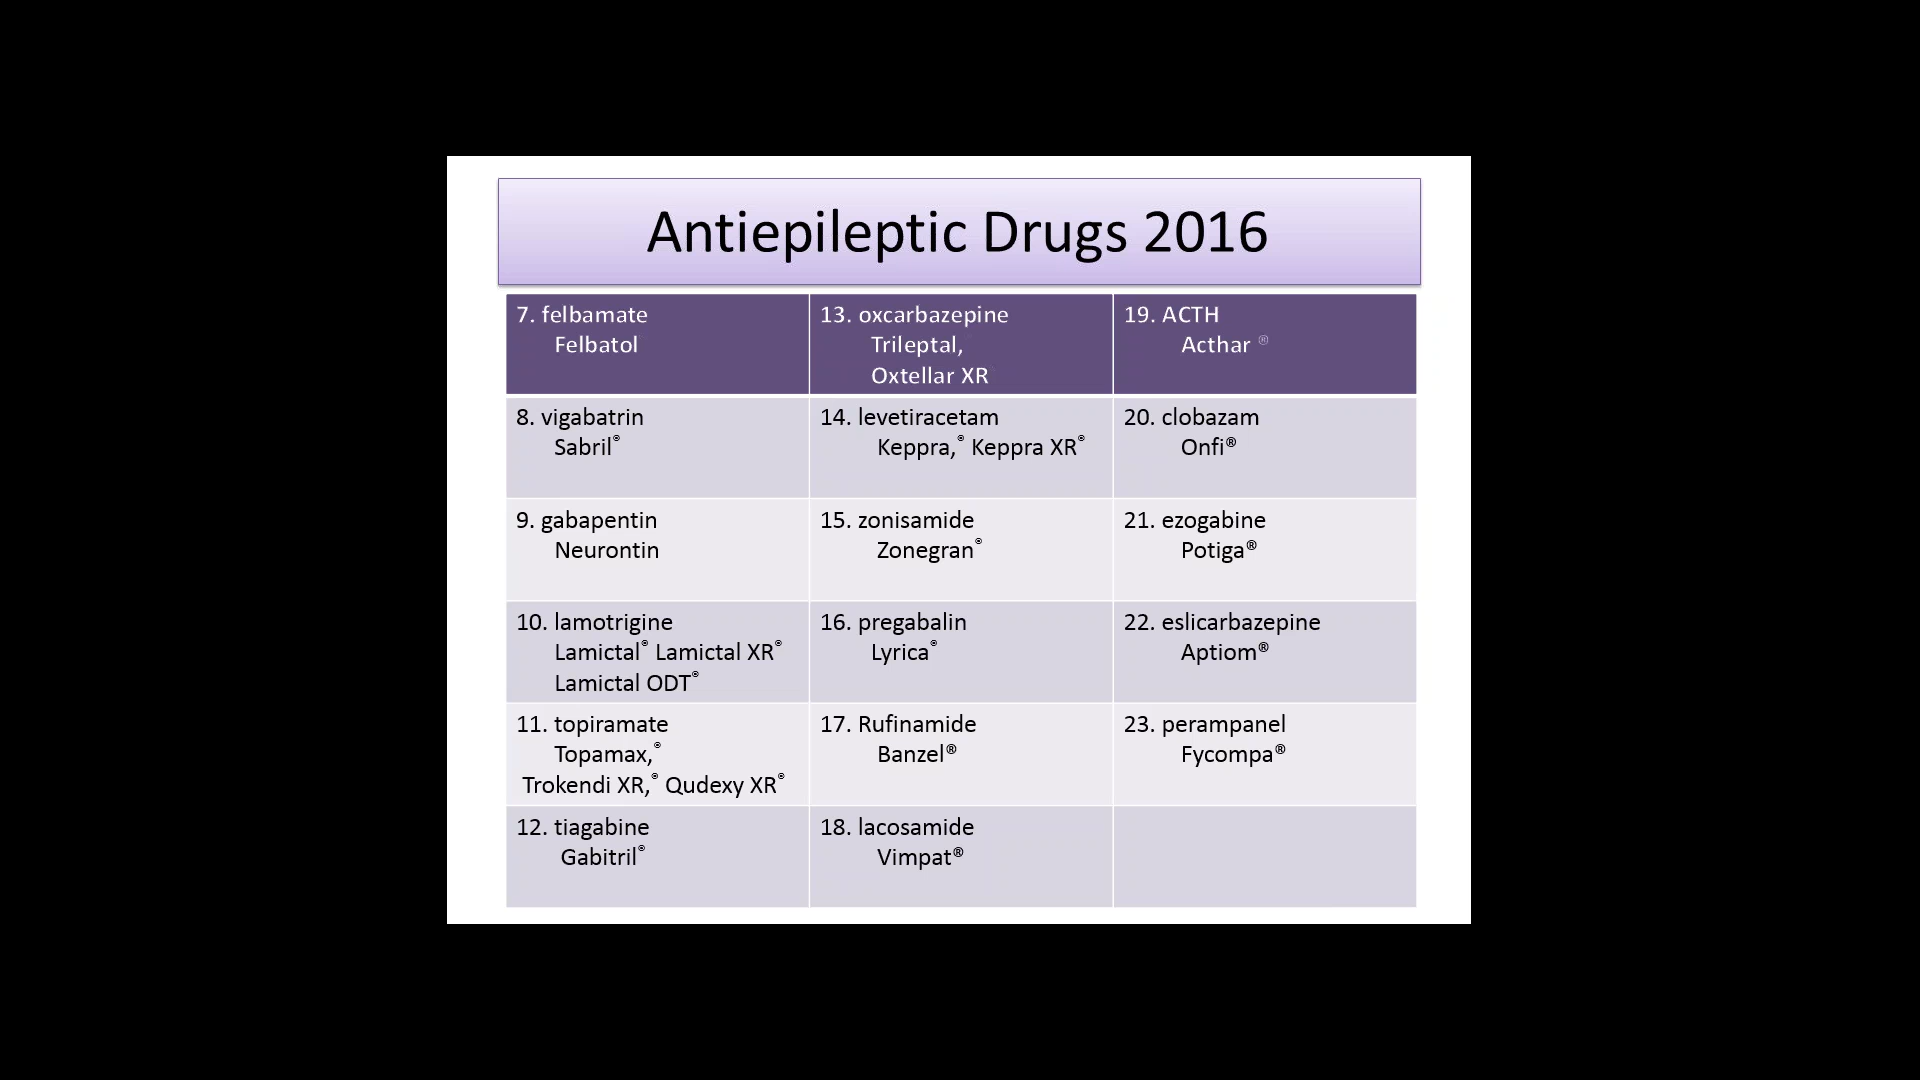 Antiepileptic Drugs 2016
7. felbamate
Felbatol
13. oxcarbazepine
Trileptal,
Oxtellar XR
19. ACTH
Acthar ®
8. vigabatrin
Sabril®
14. levetiracetam
Keppra,® Keppra XR®
20. clobazam
Onfi®
9. gabapentin
Neurontin
15. zonisamide
Zonegran®
21. ezogabine
Potiga®
10. lamotrigine
Lamictal® Lamictal XR®
Lamictal ODT®
16. pregabalin
Lyrica®
22. eslicarbazepine
Aptiom®
11. topiramate
Topamax,®
Trokendi XR,® Qudexy XR®
17. Rufinamide
Banzel®
23. perampanel
Fycompa®
12. tiagabine
Gabitril®
18. lacosamide
Vimpat®